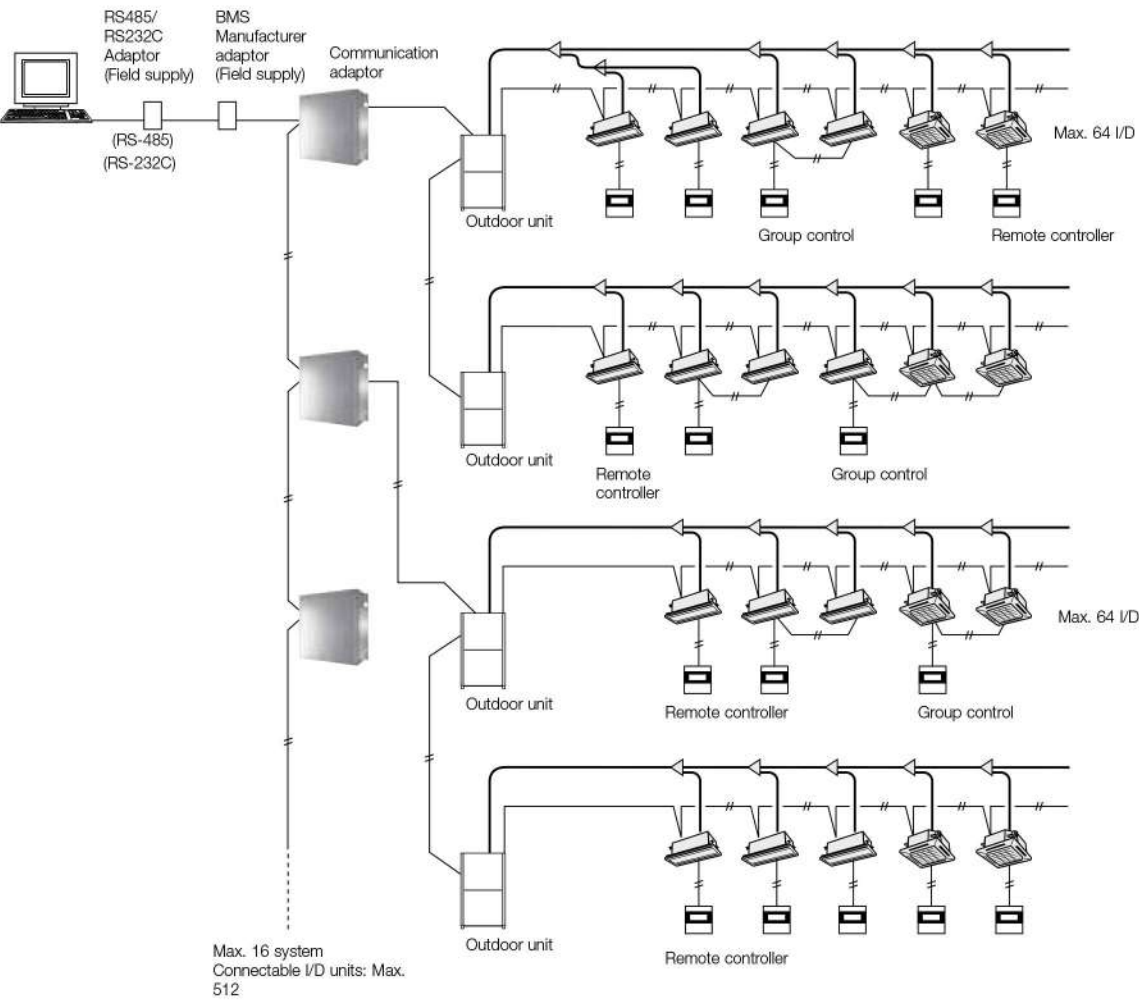 RS485/
RS232C
Adaptor
(Field supply)
BMS
Manufacturer
adaptor
(Field supply)
Communication
adaptor
(RS-485)
(RS-232C)
Max. 64 I/D
Outdoor unit
Group control
Remote controller
Outdoor unit
Remote
controller
Group control
Max. 64 I/D
Outdoor unit
Remote controller
Group control
Outdoor unit
Remote controller
Max. 16 system
Connectable I/D units: Max.
512